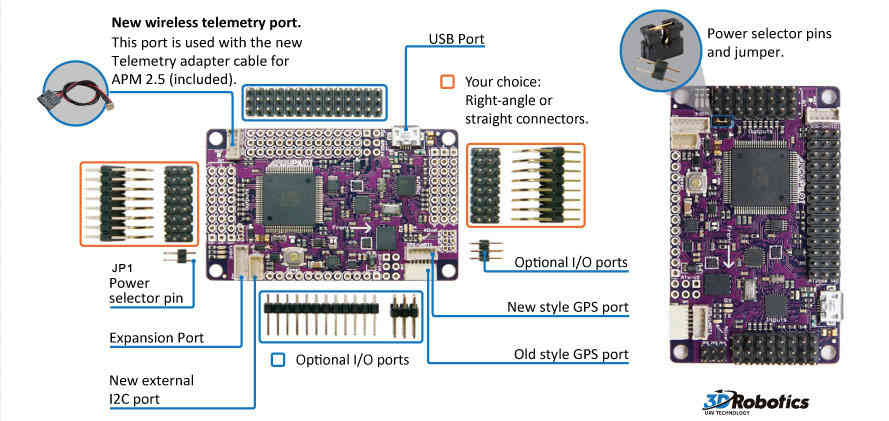 New wireless telemetry port.
This port is used with the new
Telemetry adapter cable for
APM 2.5 (included).
USB Port
Your choice:
Right-angle or
straight connectors.
Power selector pins
and jumper.
JP1
Power
selector pin
Optional I/O ports
New style GPS port
Expansion Port
Optional I/O ports
Old style GPS port
New external
I2C port
Outputs
Inputs
3DRobotics
UAV TECHNOLOGY